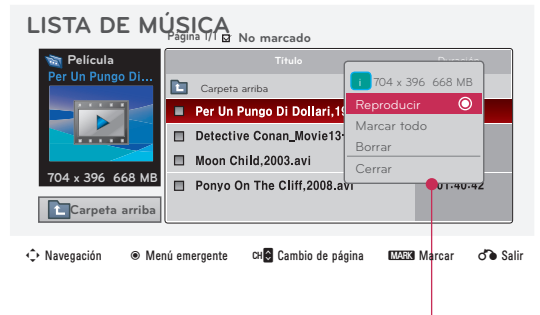 LISTA DE MÚSICA
Página 1/1 No marcado
Película
Per Un Pungo Di...
704 x 396 668 MB
Carpeta arriba
Titulo Duración
Carpeta arriba
Per Un Pungo Di Dollari,19
Detective Conan_Movie13
Moon Child,2003.avi
Ponyo On The Cliff,2008.avi 01:40:42
i 704 x 396 668 MB
Reproducir
Marcar todo
Borrar
Cerrar
Navegación Menú emergente CH Cambio de página MARK Marcar Salir